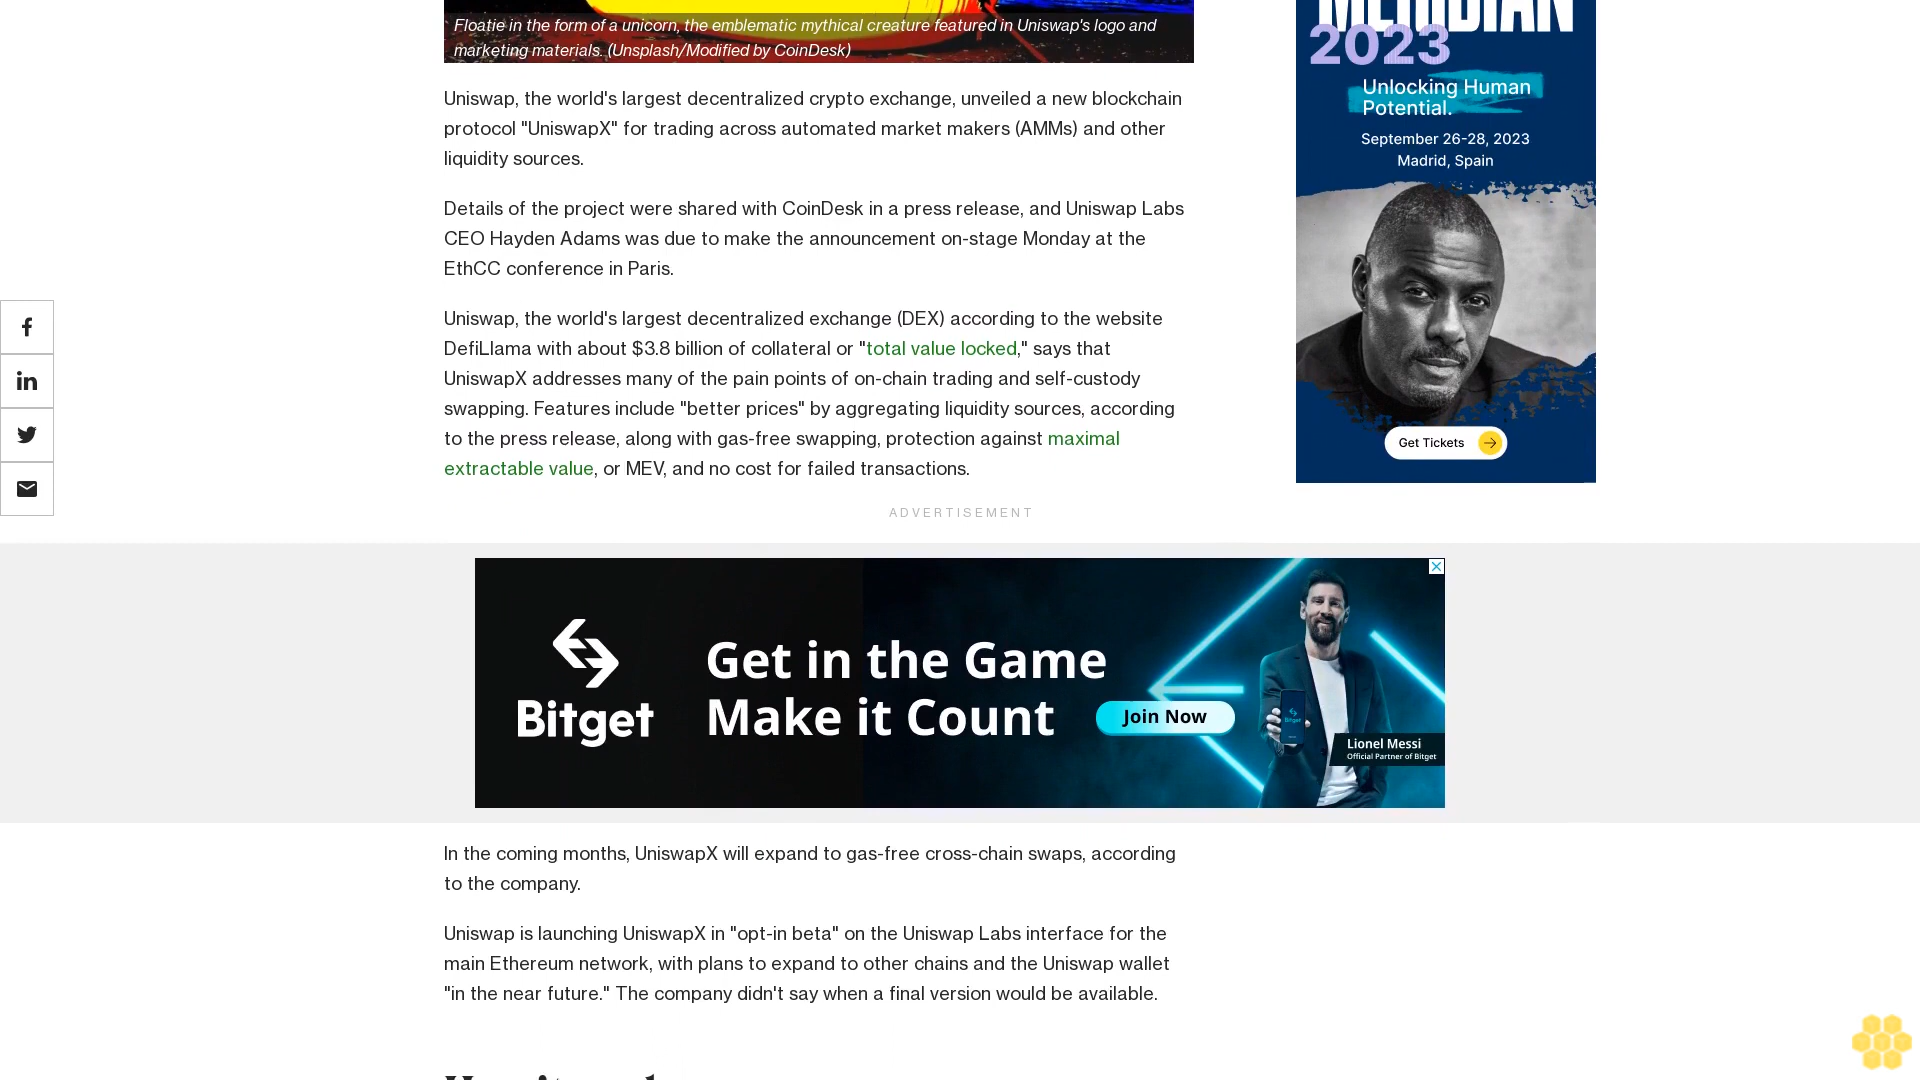 Floatie in the form of a unicorn, the emblematic mythical creature featured in Uniswap's logo and
marketing materials. (Unsplash/Modified by CoinDesk)
Uniswap, the world's largest decentralized crypto exchange, unveiled a new blockchain
protocol "UniswapX" for trading across automated market makers (AMMs) and other
liquidity sources.
Details of the project were shared with CoinDesk in a press release, and Uniswap Labs
CEO Hayden Adams was due to make the announcement on-stage Monday at the
EthCC conference in Paris.
Uniswap, the world's largest decentralized exchange (DEX) according to the website
DefiLlama with about $3.8 billion of collateral or "total value locked," says that
UniswapX addresses many of the pain points of on-chain trading and self-custody
swapping. Features include "better prices" by aggregating liquidity sources, according
to the press release, along with gas-free swapping, protection against maximal
extractable value, or MEV, and no cost for failed transactions.
MERIDIAN
2023
Unlocking Human
Potential.
September 26-28, 2023
Madrid, Spain
Get Tickets
ADVERTISEMENT
Bitget
Get in the Game
Make it Count
Join Now
Bitget
Lionel Messi
Official Partner of Bitget
In the coming months, UniswapX will expand to gas-free cross-chain swaps, according
to the company.
Uniswap is launching UniswapX in "opt-in beta" on the Uniswap Labs interface for the
main Ethereum network, with plans to expand to other chains and the Uniswap wallet
"in the near future." The company didn't say when a final version would be available.